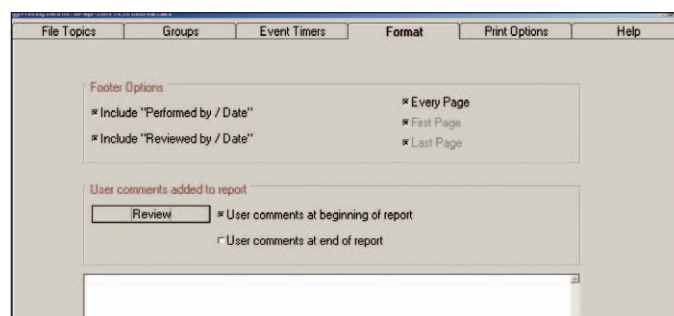 File Topics Groups Event Timers Format Print Options Help
Footer Options
Include "Performed by / Date"
Include "Reviewed by / Date"
Every Page
First Page
Last Page
User comments added to report
Review User comments at beginning of report
User comments at end of report